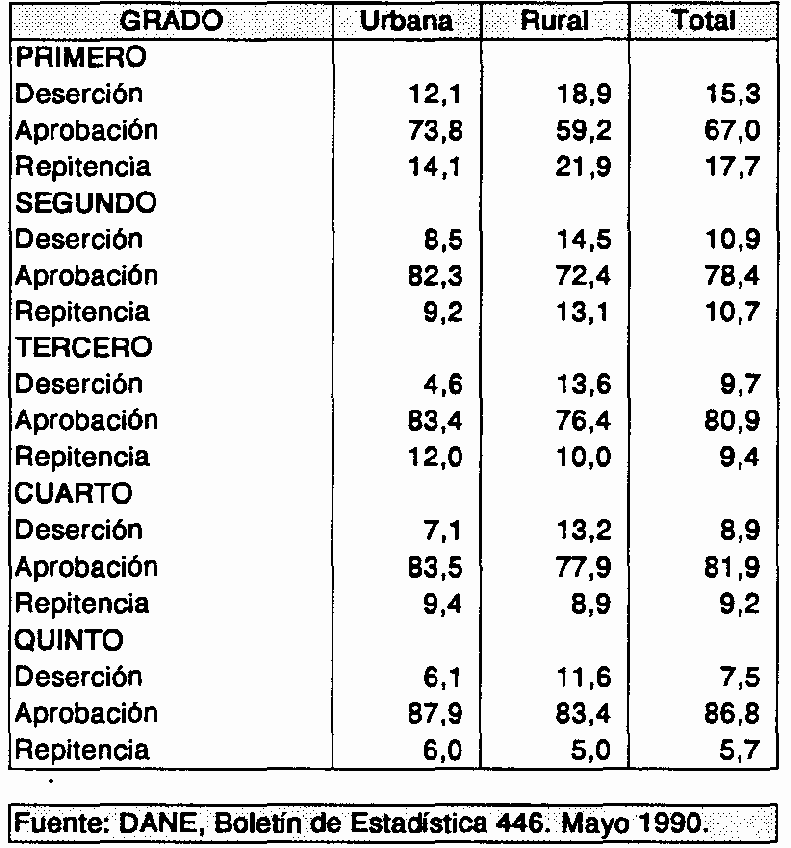 GRADO Urbana Rural Total
PRIMERO
Deserción 12,1 18,9 15,3
Aprobación 73,8 59,2 67,0
Repitencia 14,1 21,9 17,7
SEGUNDO
Deserción 8,5 14,5 10,9
Aprobación 82,3 72,4 78,4
Repitencia 9,2 13,1 10,7
TERCERO
Deserción 4,6 13,6 9,7
Aprobación 83,4 76,4 80,9
Repitencia 12,0 10,0 9,4
CUARTO
Deserción 7,1 13,2 8,9
Aprobación 83,5 77,9 81,9
Repitencia 9,4 8,9 9,2
QUINTO
Deserción 6,1 11,6 7,5
Aprobación 87,9 83,4 86,8
Repitencia 6,0 5,0 5,7
Fuente: DANE, Boletín de Estadística 446. Mayo 1990.